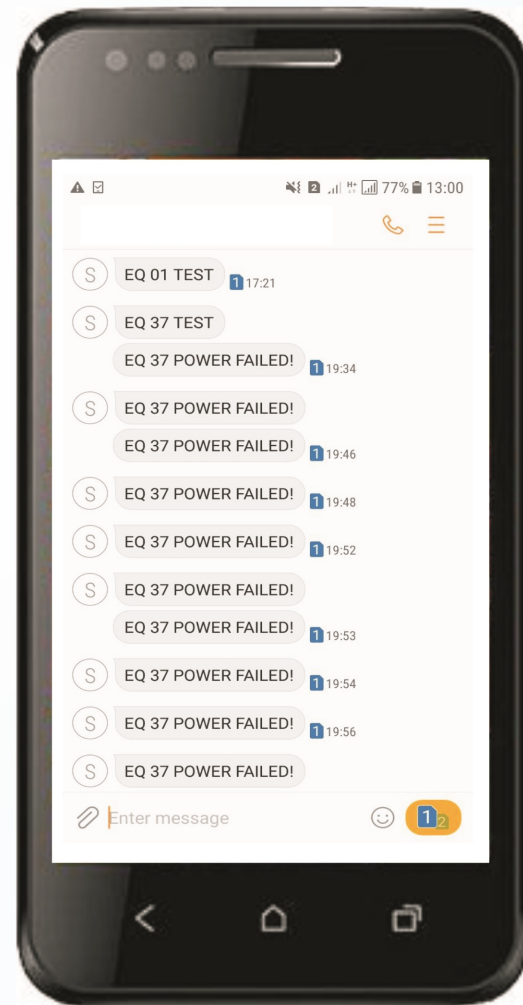 2 H+ 77% 13:00
S EQ 01 TEST 1 17:21
S EQ 37 TEST
EQ 37 POWER FAILED! 1 19:34
S EQ 37 POWER FAILED!
EQ 37 POWER FAILED! 1 19:46
S EQ 37 POWER FAILED! 1 19:48
S EQ 37 POWER FAILED! 1 19:52
S EQ 37 POWER FAILED!
EQ 37 POWER FAILED! 1 19:53
S EQ 37 POWER FAILED! 1 19:54
S EQ 37 POWER FAILED! 1 19:56
S EQ 37 POWER FAILED!
Enter message 1 2